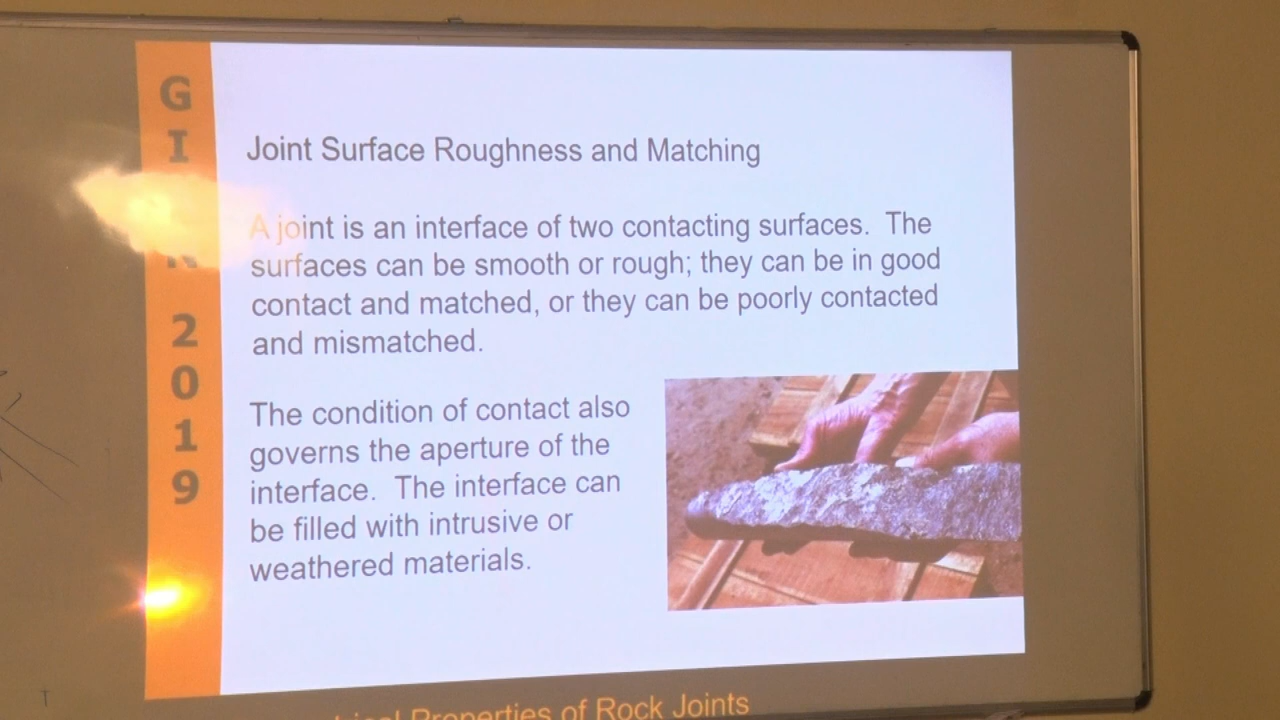 G
I
2
0
1
9
Joint Surface Roughness and Matching
A joint is an interface of two contacting surfaces. The
surfaces can be smooth or rough; they can be in good
contact and matched, or they can be poorly contacted
and mismatched.
The condition of contact also
governs the aperture of the
interface. The interface can
be filled with intrusive or
weathered materials.
Properties of Rock Joints